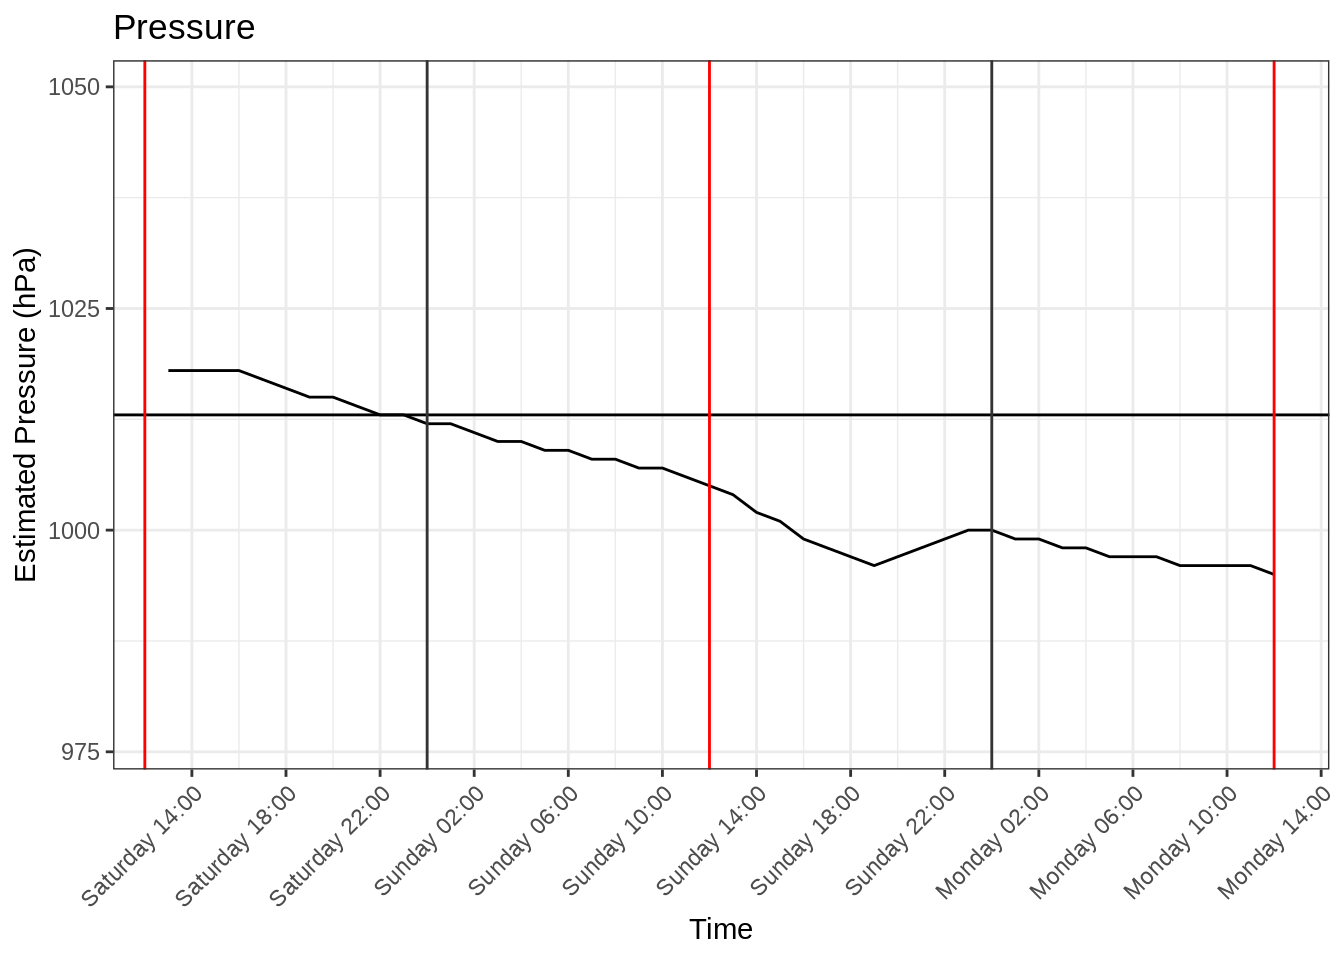 Pressure
Estimated Pressure (hPa)
1050
1025
1000
975
Saturday 14:00
Saturday 18:00
Saturday 22:00
Sunday 02:00
Sunday 06:00
Sunday 10:00
Sunday 14:00
Sunday 18:00
Sunday 22:00
Monday 02:00
Monday 06:00
Monday 10:00
Monday 14:00
Time